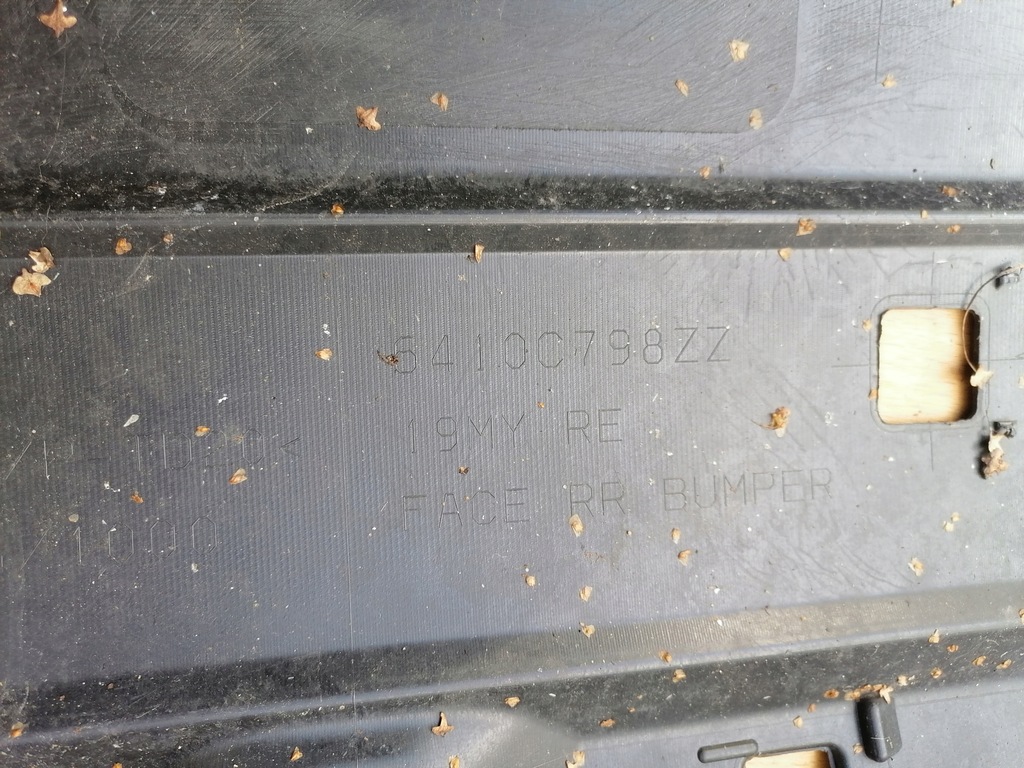 6410C798ZZ
19MY RE
FACE RR BUMPER